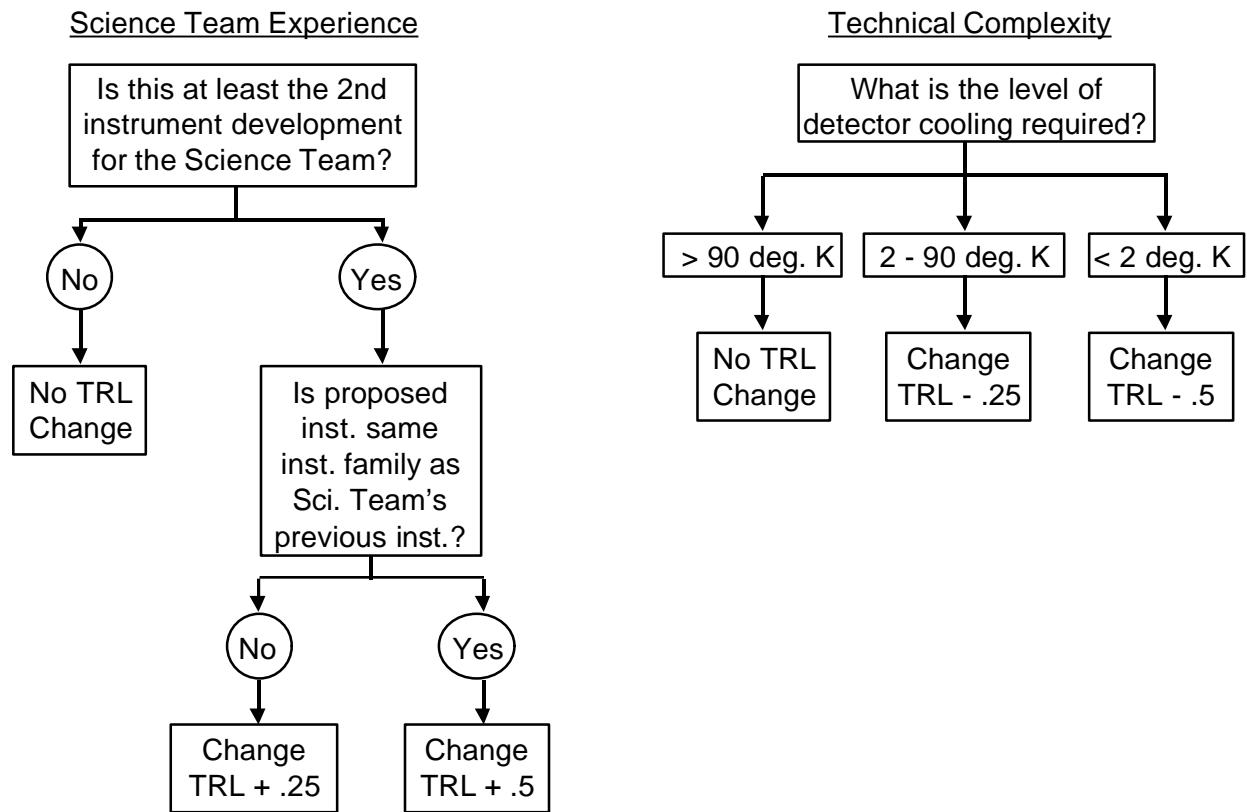 Science Team Experience
Is this at least the 2nd
instrument development
for the Science Team?
No
Yes
No TRL
Change
Is proposed
inst. same
inst. family as
Sci. Team's
previous inst.?
No
Yes
Change
TRL + .25
Change
TRL + .5
Technical Complexity
What is the level of
detector cooling required?
> 90 deg. K
2 - 90 deg. K
< 2 deg. K
No TRL
Change
Change
TRL - .25
Change
TRL - .5